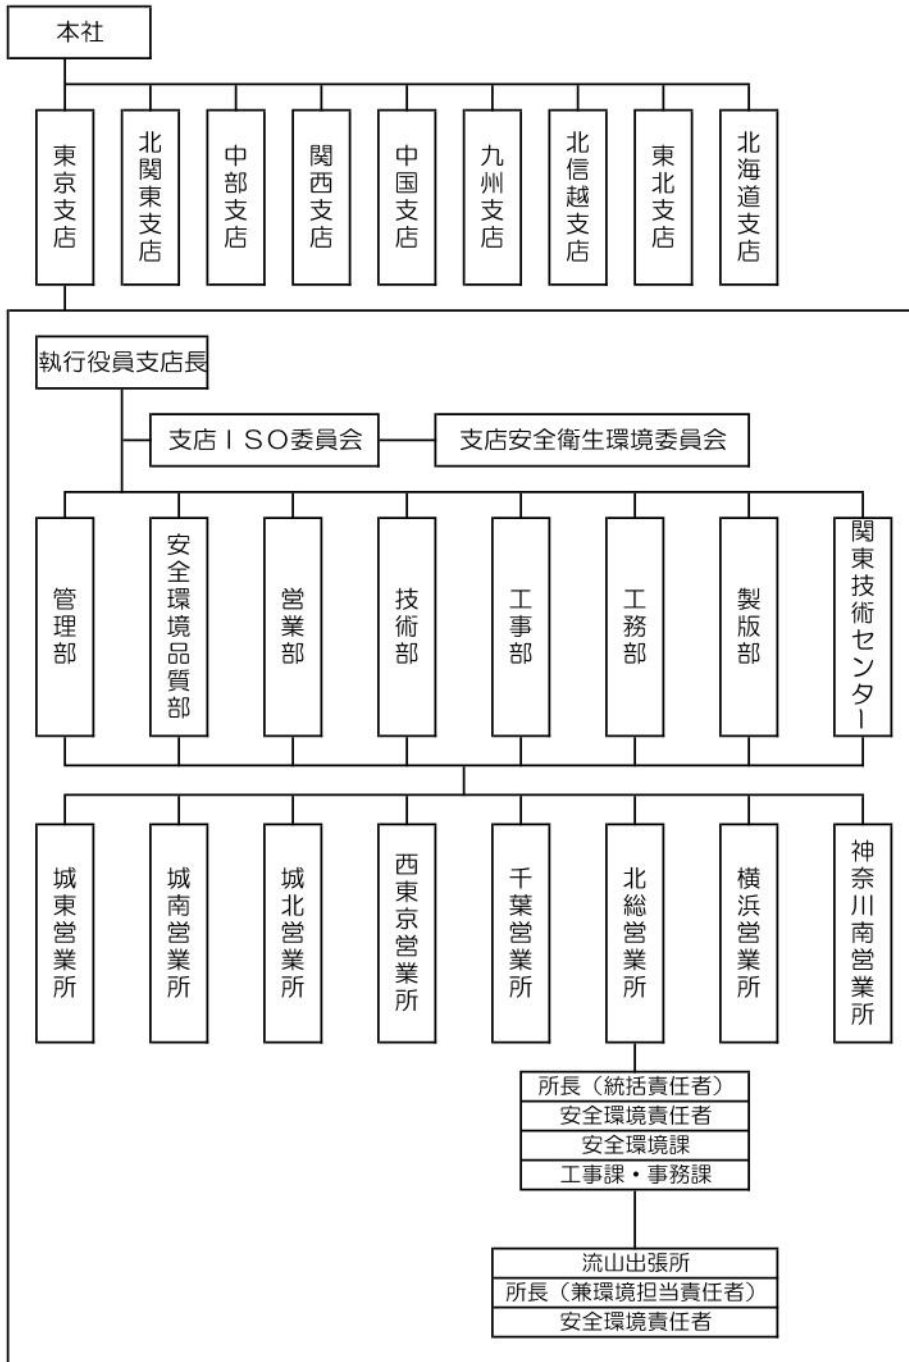 本社
東京支店
北関東支店
中部支店
関西支店
中国支店
九州支店
北信越支店
東北支店
北海道支店
執行役員支店長
支店ISO委員会
支店安全衛生環境委員会
管理部
安全環境品質部
営業部
技術部
工事部
工務部
製版部
関東技術センター
城東営業所
城南営業所
城北営業所
西東京営業所
千葉営業所
北総営業所
横浜営業所
神奈川南営業所
所長（統括責任者）
安全環境責任者
安全環境課
工事課・事務課
流山出張所
所長（兼環境担当責任者）
安全環境責任者